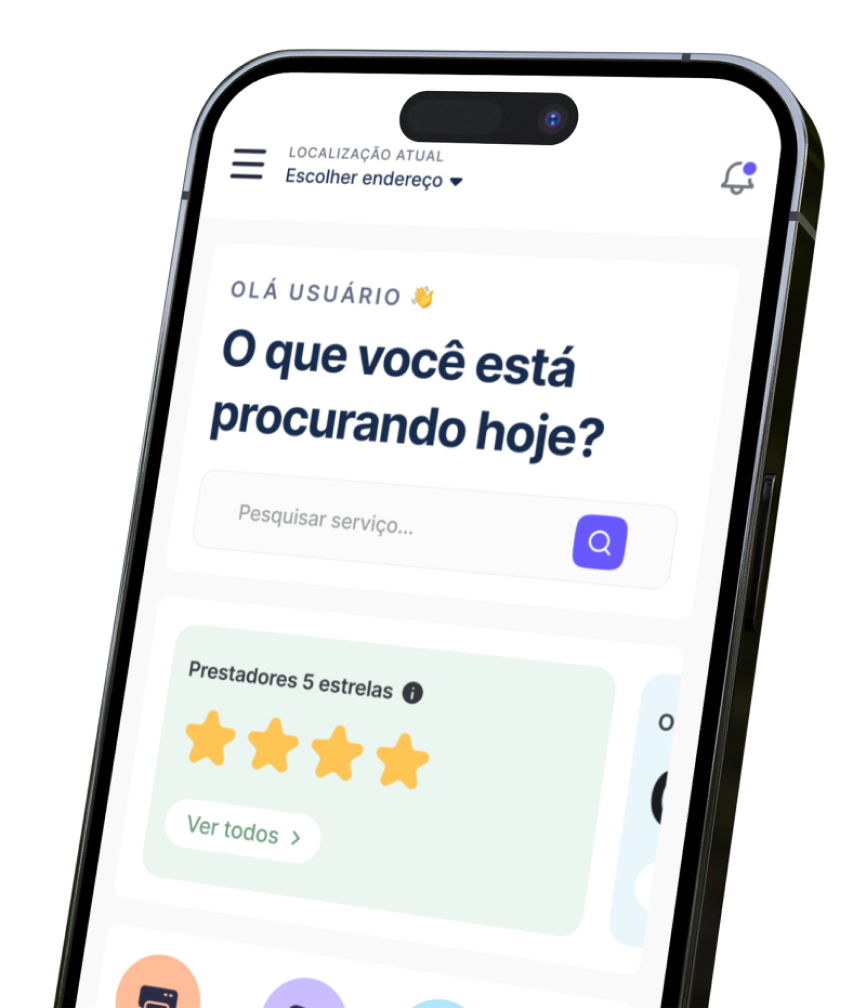 LOCALIZAÇÃO ATUAL
Escolher endereço
OLÁ USUÁRIO 👋
O que você está
procurando hoje?
Pesquisar serviço...
Prestadores 5 estrelas
Ver todos